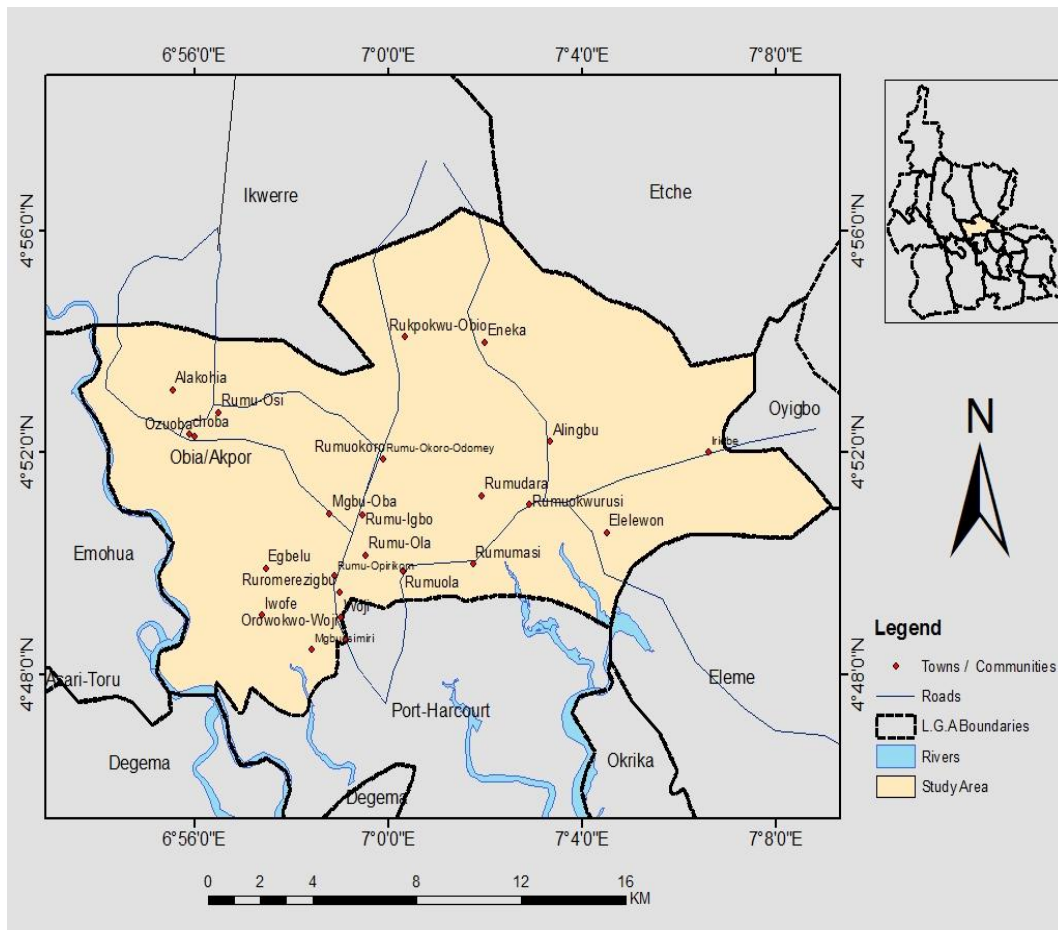 6°56'0"E 7°0'0"E 7°4'0"E 7°8'0"E
4°56'0"N
4°52'0"N
4°48'0"N
Ikwerre
Etche
Rukpokwu-Obio
Eneka
Alakohia
Rumu-Osi
Ozuoba
choba
Obia/Akpor
Oyigbo
Alingbu
Iriebe
Rumuokoro
Rumu-Okoro-Odomey
Rumudara
Rumuokwurusi
Mgbu-Oba
Rumu-Igbo
Elelewon
Emohua
Rumu-Ola
Egbelu
Rumu-Opirikom
Rumumasi
Ruromerezigbu
Rumuola
Iwofe
Woji
Orowokwo-Woji
Asari-Toru
Port-Harcourt
Eleme
Degema
Okrika
Degema
4°56'0"N
4°52'0"N
4°48'0"N
6°56'0"E 7°0'0"E 7°4'0"E 7°8'0"E
N
Legend
Towns / Communities
Roads
L.G.A Boundaries
Rivers
Study Area
0 2 4 8 12 16
KM